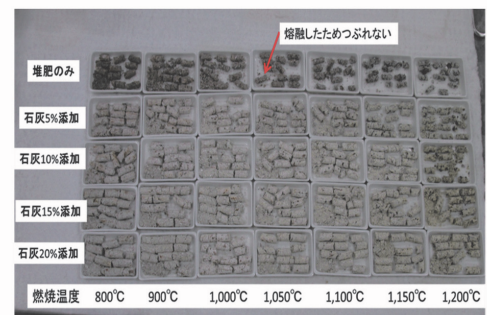 溶融したためつぶれない
堆肥のみ
石灰5%添加
石灰10%添加
石灰15%添加
石灰20%添加
燃焼温度 800℃ 900℃ 1,000℃ 1,050℃ 1,100℃ 1,150℃ 1,200℃